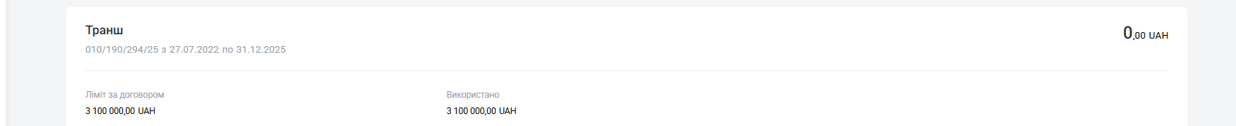 Транш
0,00 UAH
010/190/294/25 з 27.07.2022 по 31.12.2025
Ліміт за договором
Використано
3 100 000,00 UAH
3 100 000,00 UAH